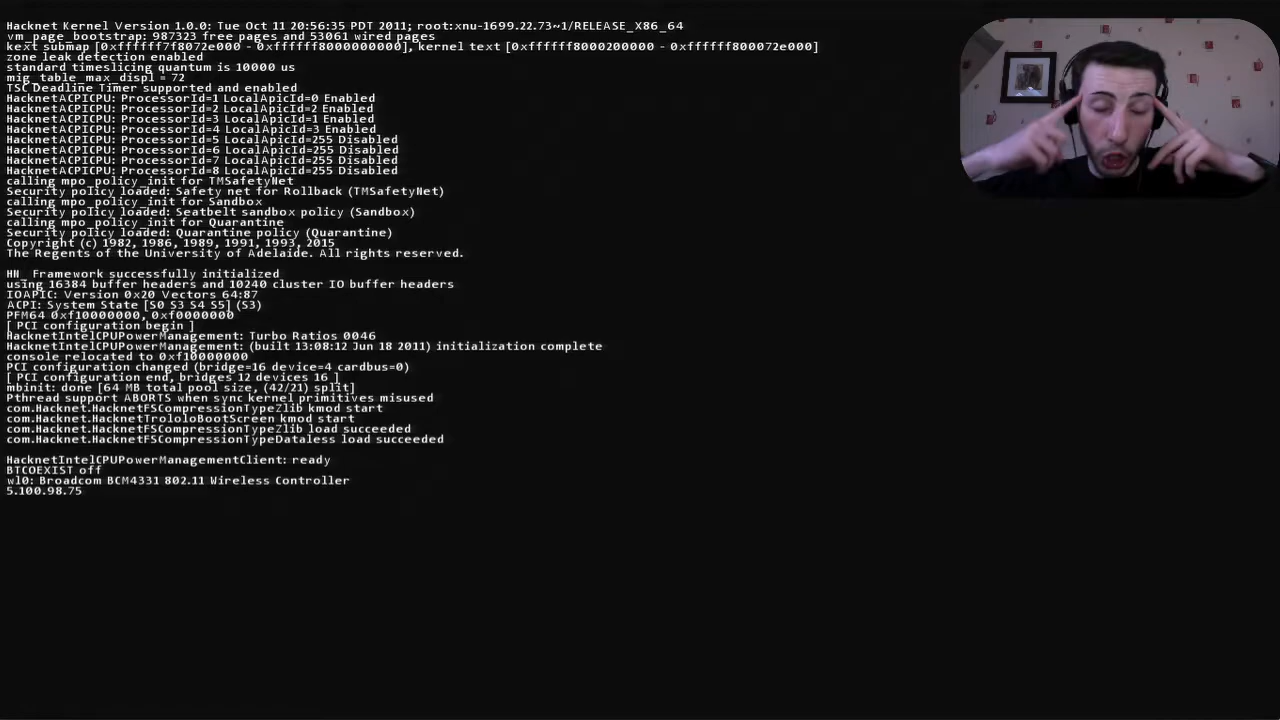 Hacknet Kernel Version 1.0.0: Tue Oct 11 20:56:35 PDT 2011; root:xnu-1699.22.73~1/RELEASE_X86_64
vm_page_bootstrap: 987323 free pages and 53061 wired pages
kext submap [0xffffff7f8072e000 - 0xffffff8000000000], kernel text [0xffffff8000200000 - 0xffffff800072e000]
zone leak detection enabled
standard timeslicing quantum is 10000 us
mig_table_max_displ = 72
TSC Deadline Timer supported and enabled
HacknetACPICPU: ProcessorId=1 LocalApicId=0 Enabled
HacknetACPICPU: ProcessorId=2 LocalApicId=2 Enabled
HacknetACPICPU: ProcessorId=3 LocalApicId=1 Enabled
HacknetACPICPU: ProcessorId=4 LocalApicId=3 Enabled
HacknetACPICPU: ProcessorId=5 LocalApicId=255 Disabled
HacknetACPICPU: ProcessorId=6 LocalApicId=255 Disabled
HacknetACPICPU: ProcessorId=7 LocalApicId=255 Disabled
HacknetACPICPU: ProcessorId=8 LocalApicId=255 Disabled
calling mpo_policy_init for TMSafetyNet
Security policy loaded: Safety net for Rollback (TMSafetyNet)
calling mpo_policy_init for Sandbox
Security policy loaded: Seatbelt sandbox policy (Sandbox)
calling mpo_policy_init for Quarantine
Security policy loaded: Quarantine policy (Quarantine)
Copyright (c) 1982, 1986, 1989, 1991, 1993, 2015
The Regents of the University of Adelaide. All rights reserved.
HN_ Framework successfully initialized
using 16384 buffer headers and 10240 cluster IO buffer headers
IOAPIC: Version 0x20 Vectors 64:87
ACPI: System State [S0 S3 S4 S5] (S3)
PFM64 0xf10000000, 0xf0000000
[ PCI configuration begin ]
HacknetIntelCPUPowerManagement: Turbo Ratios 0046
HacknetIntelCPUPowerManagement: (built 13:08:12 Jun 18 2011) initialization complete
console relocated to 0xf10000000
PCI configuration changed (bridge=16 device=4 cardbus=0)
[ PCI configuration end, bridges 12 devices 16 ]
mbinit: done [64 MB total pool size, (42/21) split]
Pthread support ABORTS when sync kernel primitives misused
com.Hacknet.HacknetFSCompressionTypeZlib kmod start
com.Hacknet.HacknetTrololoBootScreen kmod start
com.Hacknet.HacknetFSCompressionTypeZlib load succeeded
com.Hacknet.HacknetFSCompressionTypeDataless load succeeded
HacknetIntelCPUPowerManagementClient: ready
BTCOEXIST off
wl0: Broadcom BCM4331 802.11 Wireless Controller
5.100.98.75